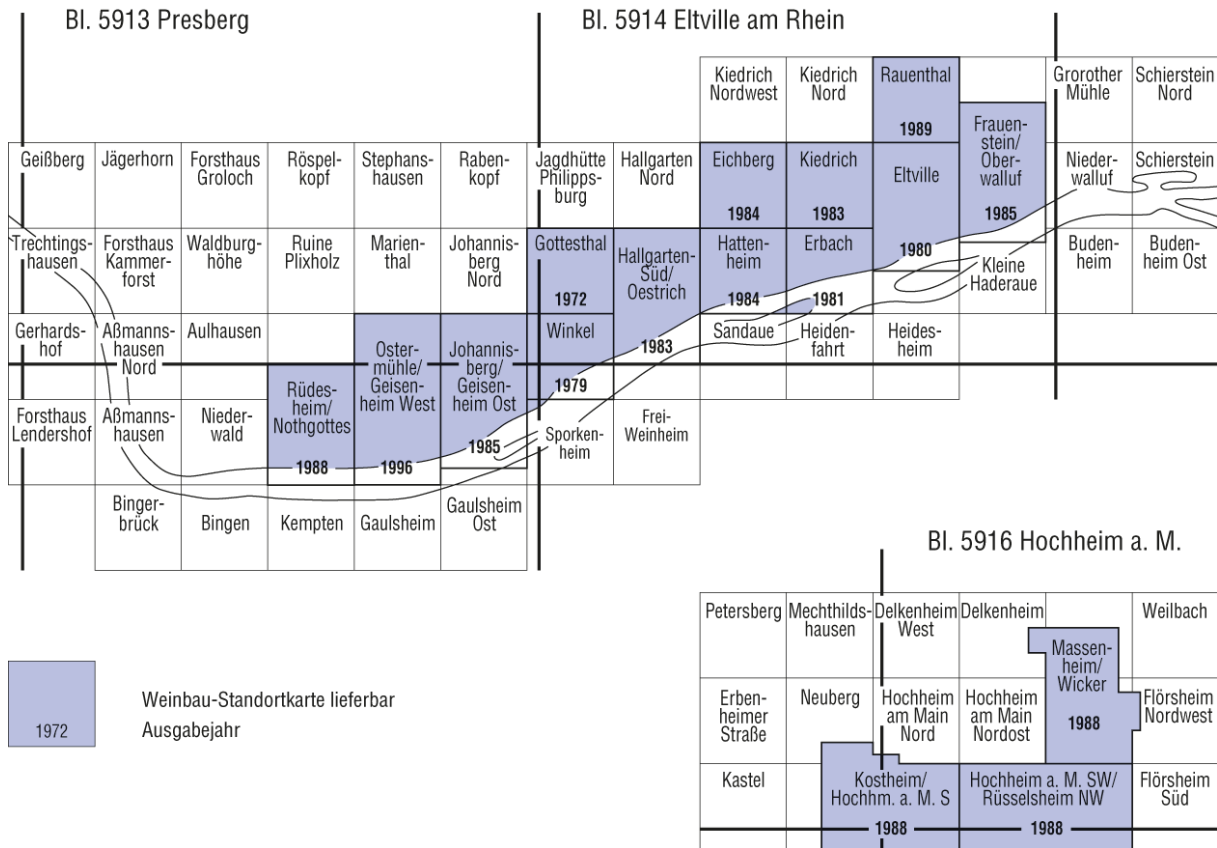 Bl. 5913 Presberg
Bl. 5914 Eltville am Rhein
Kiedrich
Nordwest
Kiedrich
Nord
Rauenthal
1989
Grorother
Mühle
Schierstein
Nord
Geißberg
Jägerhorn
Forsthaus
Groloch
Röspel-
kopf
Stephans-
hausen
Raben-
kopf
Jagdhütte
Philipps-
burg
Hallgarten
Nord
Eichberg
1984
Kiedrich
1983
Eltville
1980
Frauen-
stein/
Ober-
walluf
1985
Nieder-
walluf
Schierstein
Trechtings-
hausen
Forsthaus
Kammer-
forst
Waldburg-
höhe
Ruine
Plixholz
Marien-
thal
Johannis-
berg
Nord
Gottesthal
1972
Hallgarten-
Süd/
Oestrich
1983
Hatten-
heim
1984
Erbach
1981
Kleine
Haderaue
Buden-
heim
Buden-
heim Ost
Gerhards-
hof
Aßmanns-
hausen
Nord
Aulhausen
Oster-
mühle/
Geisen-
heim West
1996
Johannis-
berg/
Geisen-
heim Ost
1985
Winkel
1979
Sandaue
Heiden-
fahrt
Heides-
heim
Forsthaus
Lendershof
Aßmanns-
hausen
Nieder-
wald
Rüdes-
heim/
Nothgottes
1988
Sporken-
heim
Frei-
Weinheim
Binger-
brück
Bingen
Kempten
Gaulsheim
Gaulsheim
Ost
Bl. 5916 Hochheim a. M.
Petersberg
Mechthilds-
hausen
Delkenheim
West
Delkenheim
Massen-
heim/
Wicker
1988
Weilbach
Erben-
heimer
Straße
Neuberg
Hochheim
am Main
Nord
Hochheim
am Main
Nordost
Flörsheim
Nordwest
Kastel
Kostheim/
Hochhm. a. M. S
1988
Hochheim a. M. SW/
Rüsselsheim NW
1988
Flörsheim
Süd
1972
Weinbau-Standortkarte lieferbar
Ausgabejahr